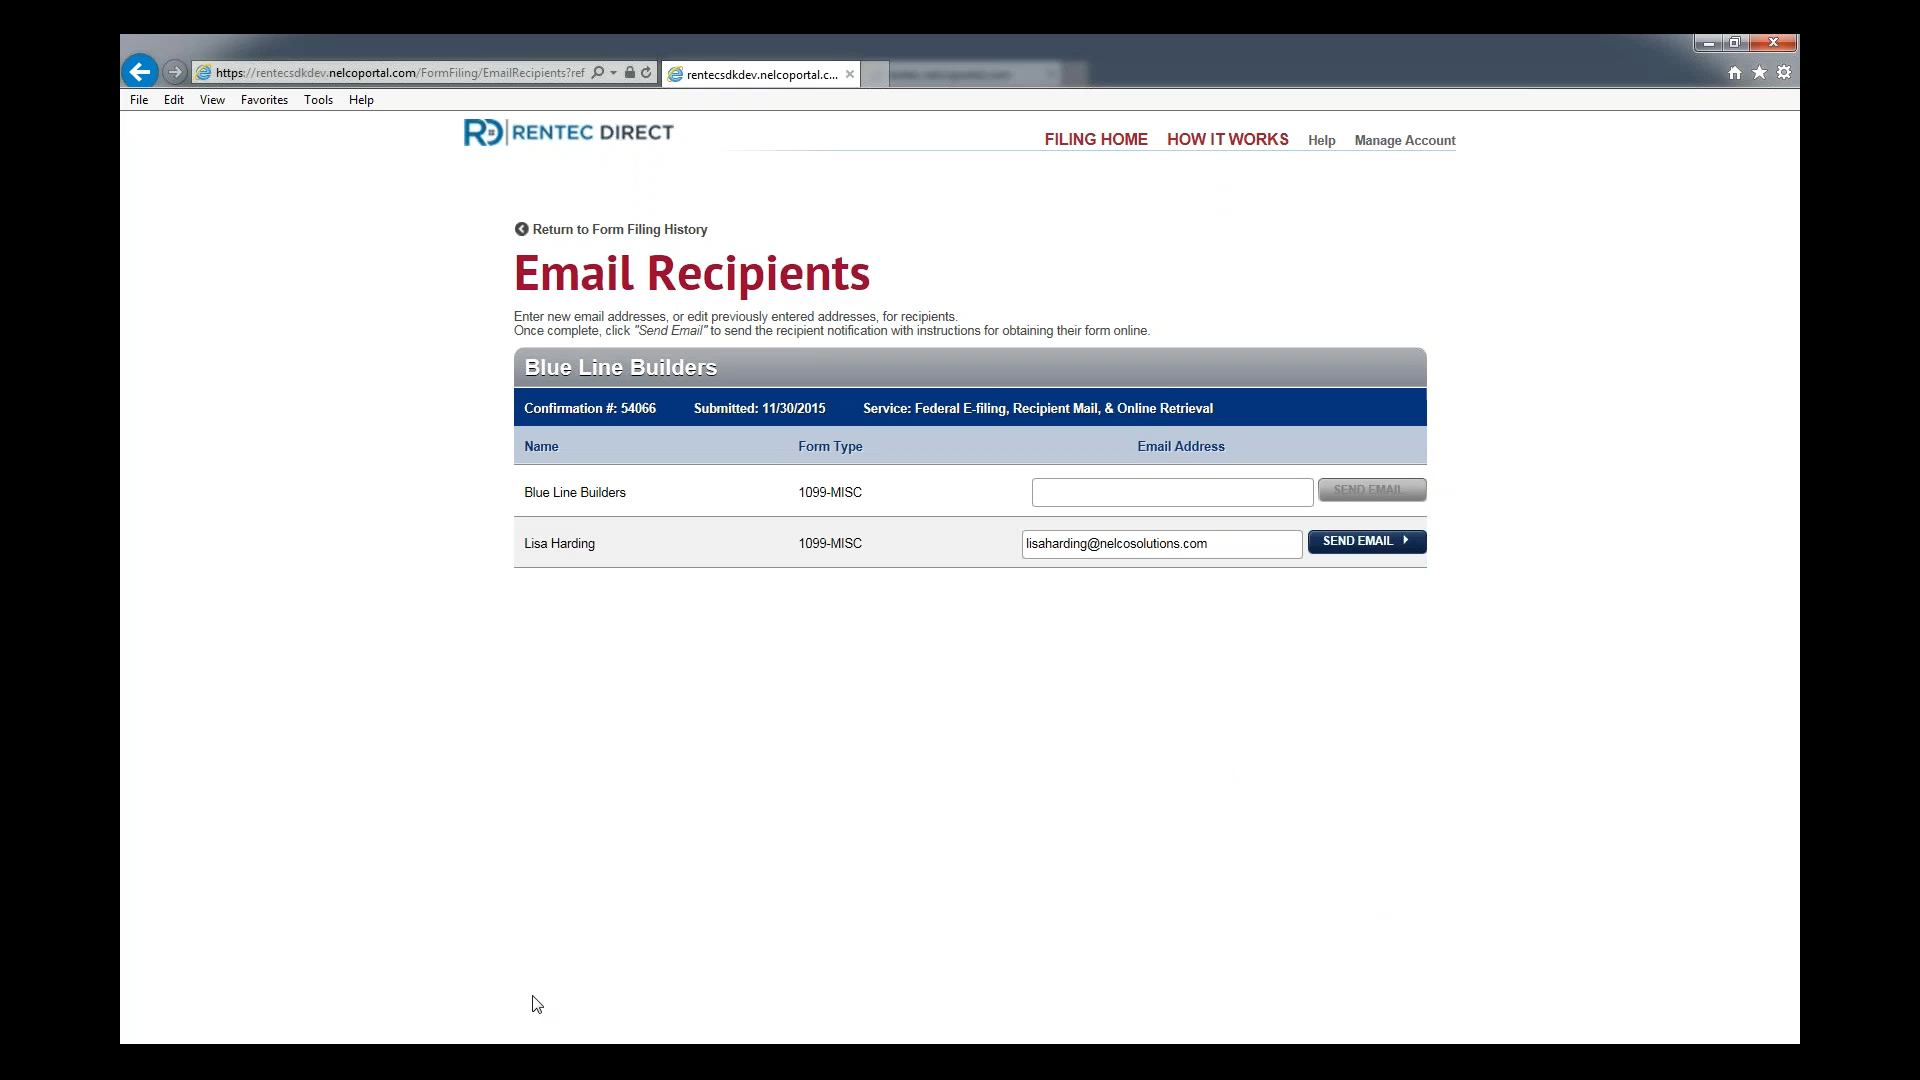 https://rentecsdkdev.nelcoportal.com/FormFiling/EmailRecipients?ref
rentecsdkdev.nelcoportal.c...
File Edit View Favorites Tools Help
RD RENTEC DIRECT
FILING HOME HOW IT WORKS Help Manage Account
Return to Form Filing History
Email Recipients
Enter new email addresses, or edit previously entered addresses, for recipients.
Once complete, click "Send Email" to send the recipient notification with instructions for obtaining their form online.
Blue Line Builders
Confirmation #: 54066 Submitted: 11/30/2015 Service: Federal E-filing, Recipient Mail, & Online Retrieval
Name Form Type Email Address
Blue Line Builders 1099-MISC SEND EMAIL
Lisa Harding 1099-MISC lisaharding@nelcosolutions.com SEND EMAIL